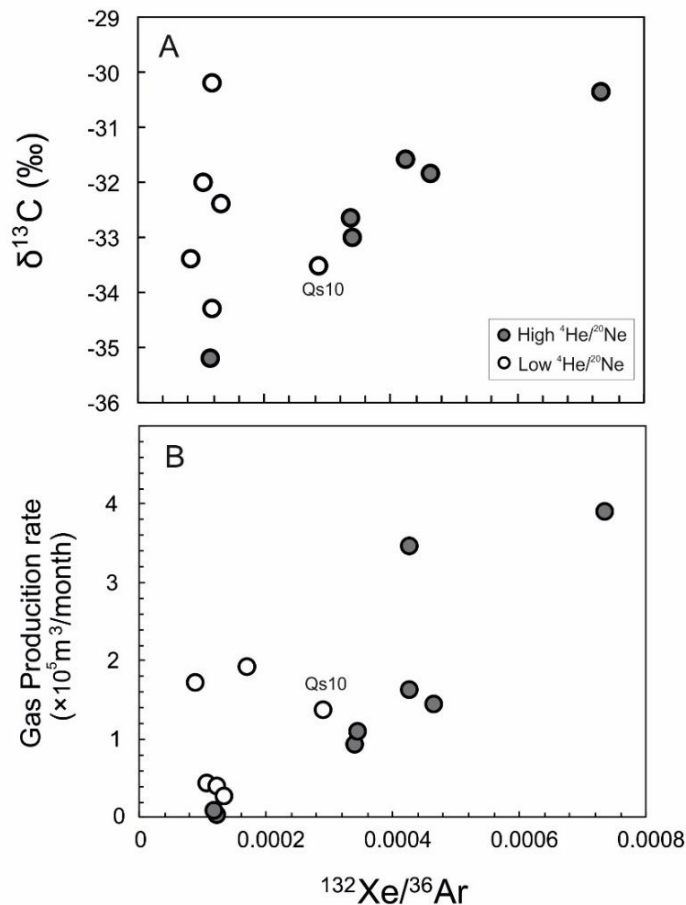 A
-29
-30
-31
-32
-33
-34
-35
-36
δ¹³C (‰)
Qs10
High ⁴He/²⁰Ne
Low ⁴He/²⁰Ne
B
4
3
2
1
0
Gas Producition rate
(×10⁵m³/month)
Qs10
0 0.0002 0.0004 0.0006 0.0008
¹³²Xe/³⁶Ar